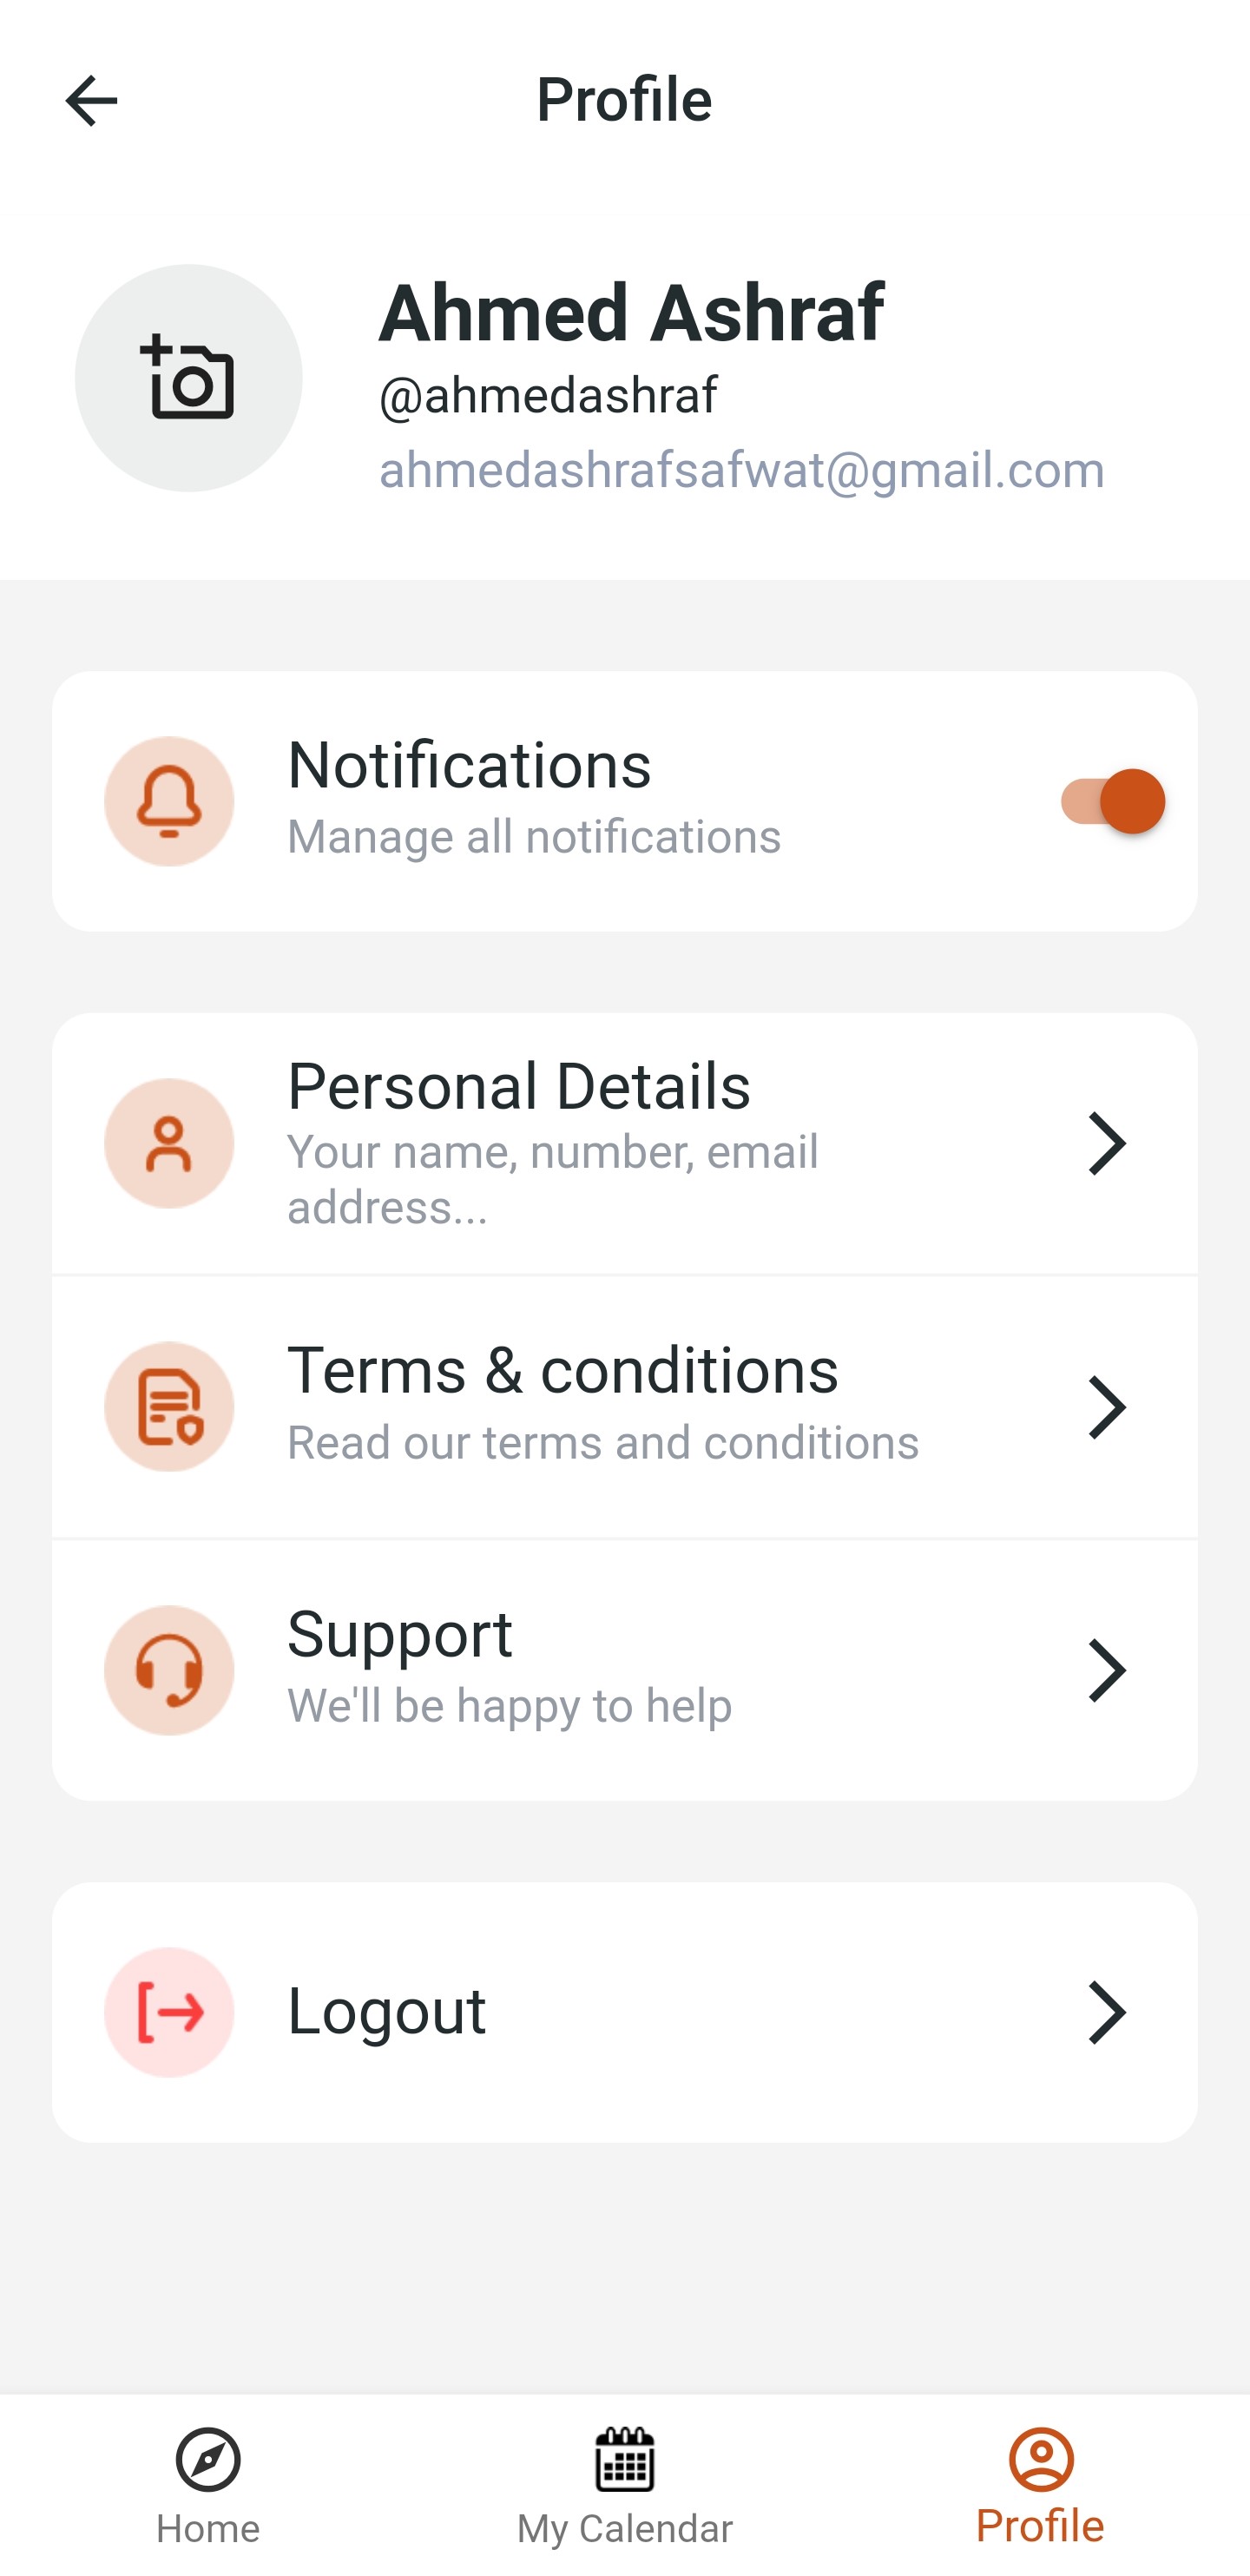 Profile
Ahmed Ashraf
@ahmedashraf
ahmedashrafsafwat@gmail.com
Notifications
Manage all notifications
Personal Details
Your name, number, email
address...
Terms & conditions
Read our terms and conditions
Support
We'll be happy to help
Logout
Home
My Calendar
Profile